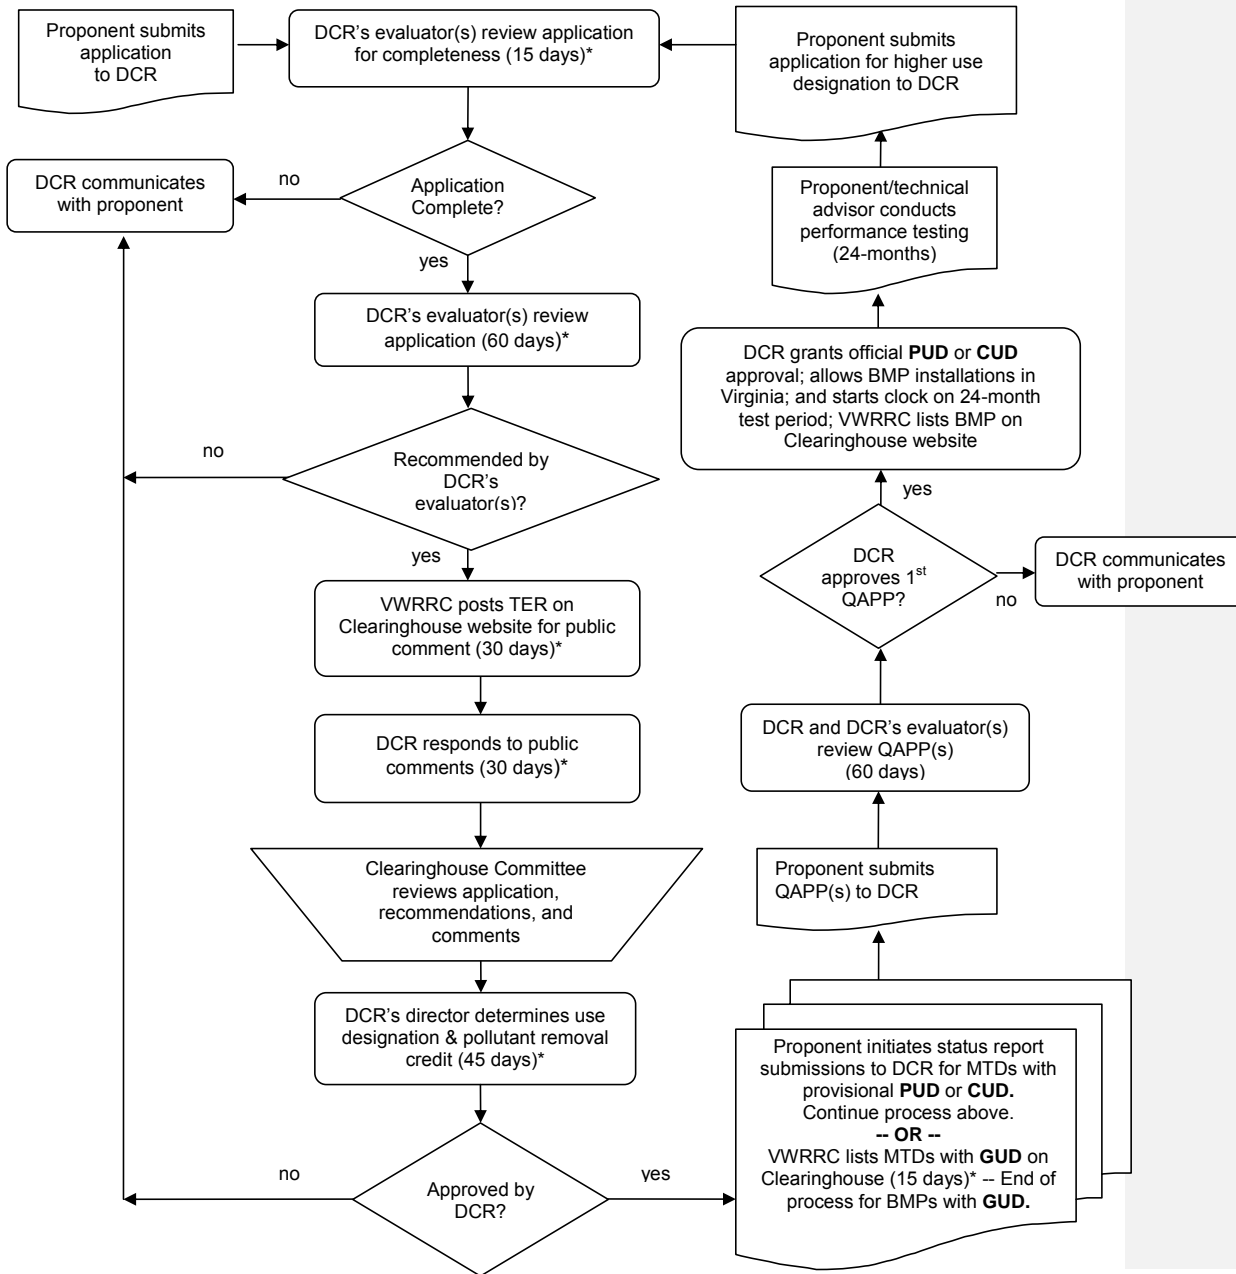 Proponent submits
application
to DCR
DCR's evaluator(s) review application
for completeness (15 days)*
Proponent submits
application for higher use
designation to DCR
DCR communicates
with proponent
no
Application
Complete?
yes
Proponent/technical
advisor conducts
performance testing
(24-months)
DCR's evaluator(s) review
application (60 days)*
DCR grants official PUD or CUD
approval; allows BMP installations in
Virginia; and starts clock on 24-month
test period; VWRRC lists BMP on
Clearinghouse website
no
Recommended by
DCR's
evaluator(s)?
yes
yes
DCR
approves 1st
QAPP?
no
DCR communicates
with proponent
VWRRC posts TER on
Clearinghouse website for public
comment (30 days)*
DCR responds to public
comments (30 days)*
DCR and DCR's evaluator(s)
review QAPP(s)
(60 days)
Clearinghouse Committee
reviews application,
recommendations, and
comments
Proponent submits
QAPP(s) to DCR
DCR's director determines use
designation & pollutant removal
credit (45 days)*
no
Approved by
DCR?
yes
Proponent initiates status report
submissions to DCR for MTDs with
provisional PUD or CUD.
Continue process above.
-- OR --
VWRRC lists MTDs with GUD on
Clearinghouse (15 days)* -- End of
process for BMPs with GUD.